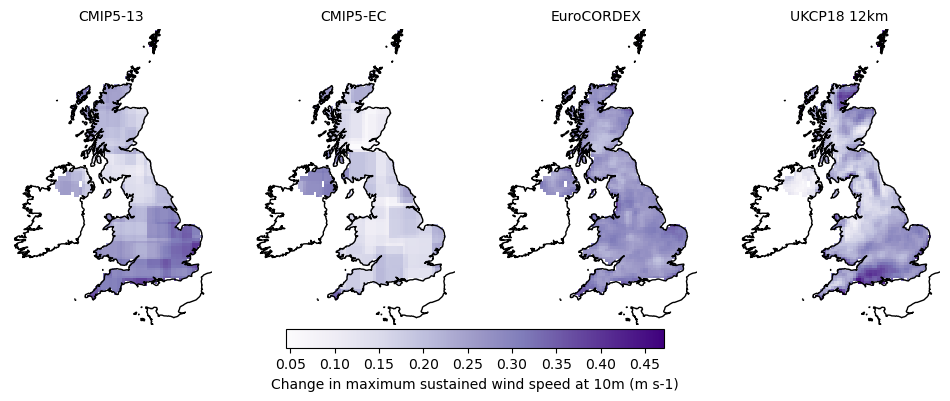 CMIP5-13 CMIP5-EC EuroCORDEX UKCP18 12km
0.05 0.10 0.15 0.20 0.25 0.30 0.35 0.40 0.45
Change in maximum sustained wind speed at 10m (m s-1)